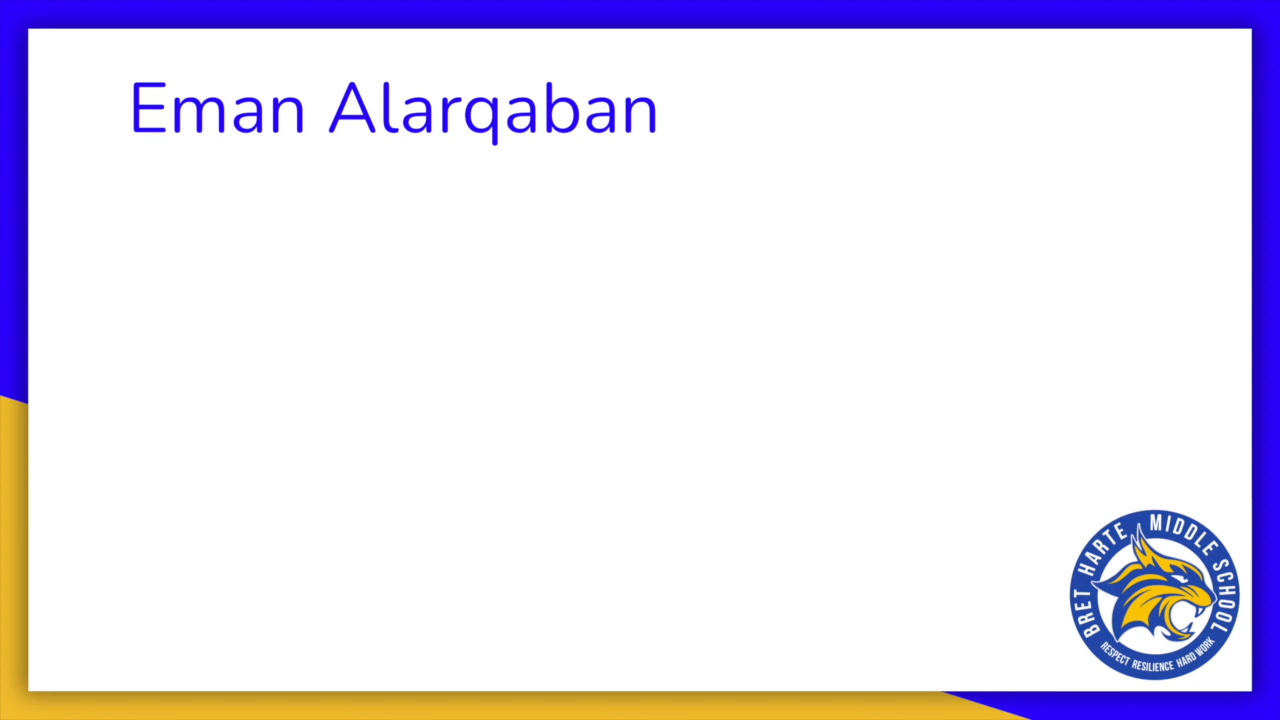 Eman Alarqaban
BRET HARTE MIDDLE SCHOOL
RESPECT RESILIENCE HARD WORK